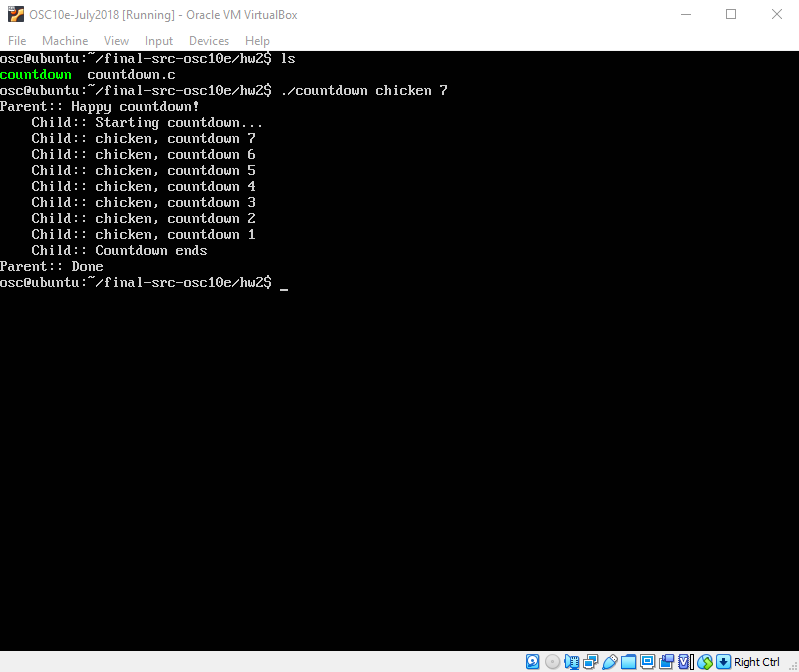 OSC10e-July2018 [Running] - Oracle VM VirtualBox
File Machine View Input Devices Help
osc@ubuntu:~/final-src-osc10e/hw2$ ls
countdown countdown.c
osc@ubuntu:~/final-src-osc10e/hw2$ ./countdown chicken 7
Parent:: Happy countdown!
Child:: Starting countdown...
Child:: chicken, countdown 7
Child:: chicken, countdown 6
Child:: chicken, countdown 5
Child:: chicken, countdown 4
Child:: chicken, countdown 3
Child:: chicken, countdown 2
Child:: chicken, countdown 1
Child:: Countdown ends
Parent:: Done
osc@ubuntu:~/final-src-osc10e/hw2$ _
Right Ctrl